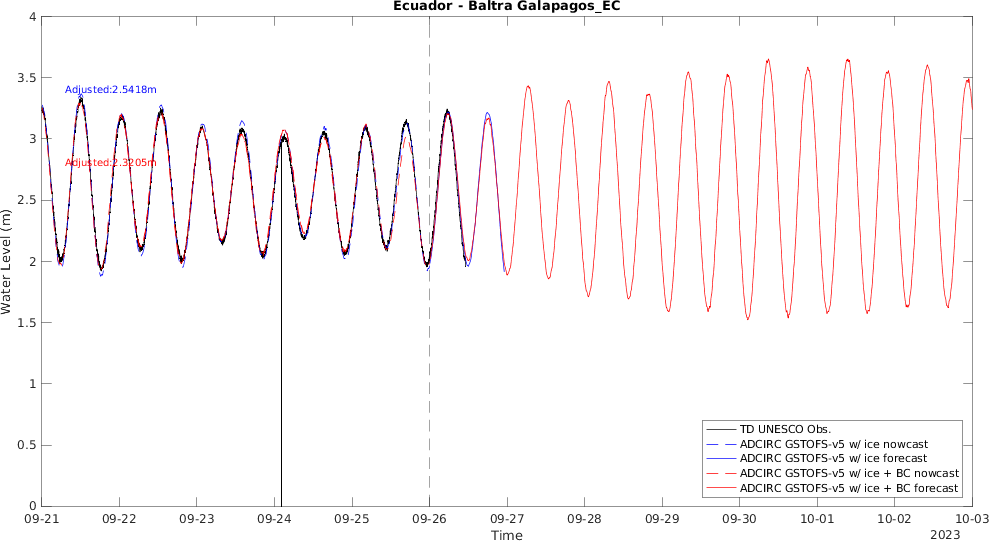 Ecuador - Baltra Galapagos_EC
4
3.5
3
2.5
2
1.5
1
0.5
0
Water Level (m)
Adjusted:2.5418m
Adjusted:2.3205m
TD UNESCO Obs.
ADCIRC GSTOFS-v5 w/ ice nowcast
ADCIRC GSTOFS-v5 w/ ice forecast
ADCIRC GSTOFS-v5 w/ ice + BC nowcast
ADCIRC GSTOFS-v5 w/ ice + BC forecast
09-21 09-22 09-23 09-24 09-25 09-26 09-27 09-28 09-29 09-30 10-01 10-02 10-03
Time
2023